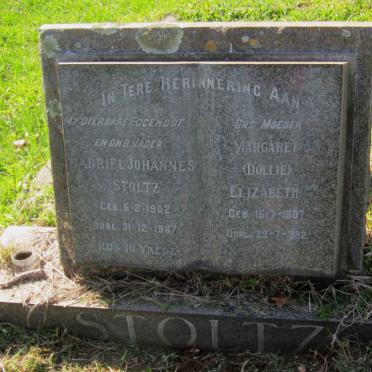 In Tere Herinnering Aan
My Dierbare Eggenoot
en ons Vader
Gabriel Johannes
Stoltz
Geb. 6-2-1902
Oorl. 31-12-1967
Rus in Vrede
Ons Moeder
Margaret
(Dollie)
Elizabeth
Geb. 16-7-1907
Oorl. 29-7-1992
STOLTZ